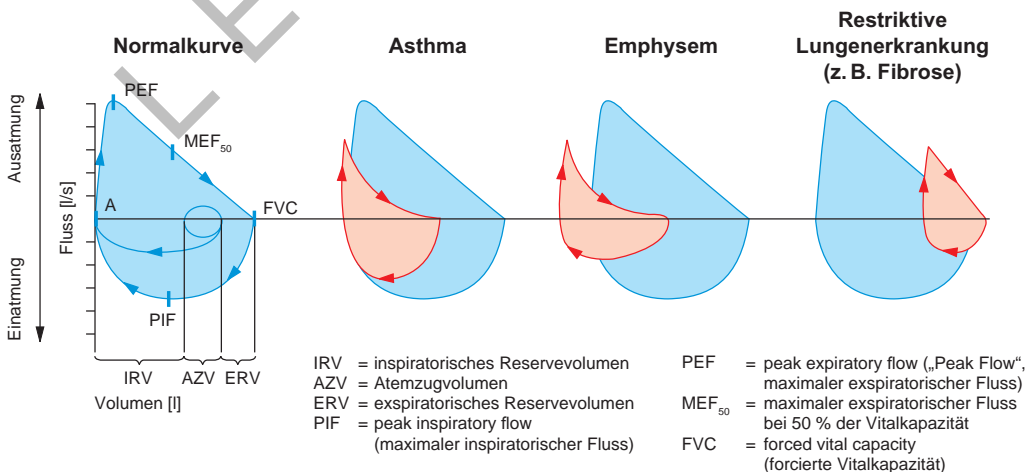 Normalkurve
Asthma
Emphysem
Restriktive
Lungenerkrankung
(z. B. Fibrose)
Ausatmung
Einatmung
Fluss [l/s]
PEF
MEF₅₀
A
FVC
PIF
IRV
AZV
ERV
Volumen [l]
IRV = inspiratorisches Reservevolumen
AZV = Atemzugvolumen
ERV = exspiratorisches Reservevolumen
PIF = peak inspiratory flow
(maximaler inspiratorischer Fluss)
PEF = peak expiratory flow („Peak Flow“,
maximaler exspiratorischer Fluss)
MEF₅₀ = maximaler exspiratorischer Fluss
bei 50 % der Vitalkapazität
FVC = forced vital capacity
(forcierte Vitalkapazität)